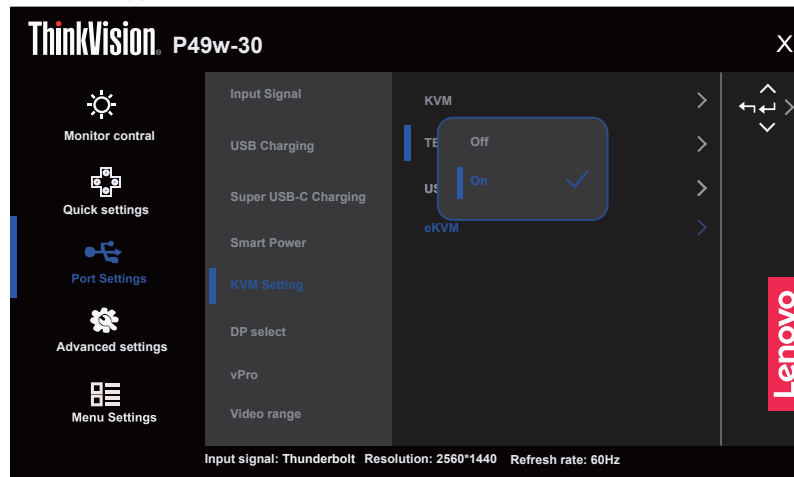 ThinkVision® P49w-30
X
Monitor contral
Quick settings
Port Settings
Advanced settings
Menu Settings
Input Signal
USB Charging
Super USB-C Charging
Smart Power
KVM Setting
DP select
vPro
Video range
KVM
Off
On
eKVM
Lenovo
Input signal: Thunderbolt Resolution: 2560*1440 Refresh rate: 60Hz